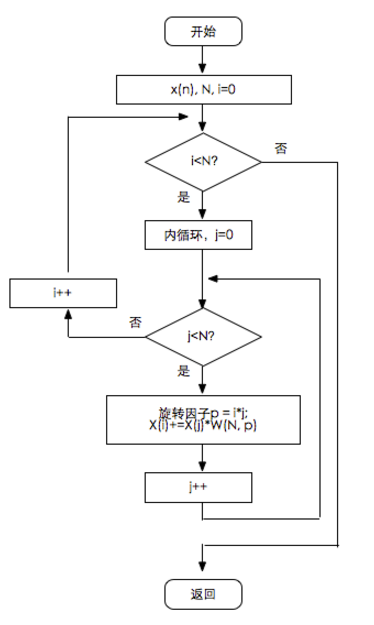 开始
x(n), N, i=0
i<N?
否
是
内循环，j=0
i++
否
j<N?
是
旋转因子p = i*j;
X(i)+=X(j)*W(N, p)
j++
返回